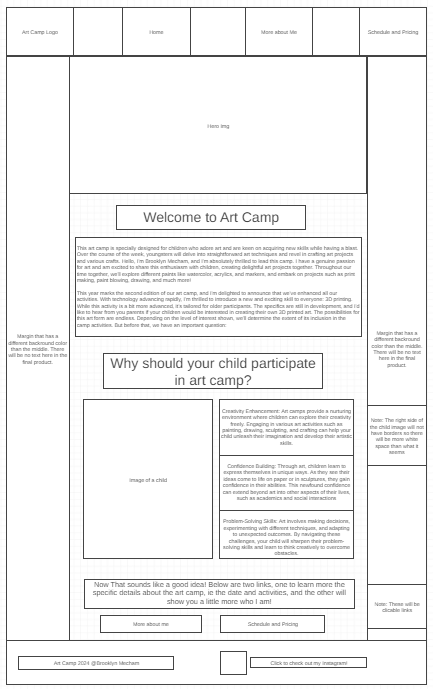 Art Camp Logo
Home
More about Me
Schedule and Pricing
Hero img
Welcome to Art Camp
This art camp is specially designed for children who adore art and are keen on acquiring new skills while having a blast.
Over the course of the week, youngsters will delve into straightforward art techniques and revel in crafting art projects
and various crafts. Hello, I'm Brooklyn Mecham, and I'm absolutely thrilled to lead this camp. I have a genuine passion
for art and am excited to share this enthusiasm with children, creating delightful art projects together. Throughout our
time together, we'll explore different paints like watercolor, acrylics, and markers, and embark on projects such as print
making, paint blowing, drawing, and much more!
This year marks the second edition of our art camp, and I'm delighted to announce that we've enhanced all our
activities. With technology advancing rapidly, I'm thrilled to introduce a new and exciting skill to everyone: 3D printing.
While this activity is a bit more advanced, it's tailored for older participants. The specifics are still in development, and I'd
like to hear from you parents if your children would be interested in creating their own 3D printed art. The possibilities for
this art form are endless. Depending on the level of interest shown, we'll determine the extent of its inclusion in the
camp activities. But before that, we have an important question:
Margin that has a
different background color
than the middle. There
will be no text here in the
final product.
Margin that has a
different background color
than the middle.
There will be no text
here in the final
product.
Why should your child participate
in art camp?
Image of a child
Creativity Enhancement: Art camps provide a nurturing
environment where children can explore their creativity
freely. Engaging in various art activities such as
painting, drawing, sculpting, and crafting can help your
child unleash their imagination and develop their artistic
skills.
Confidence Building: Through art, children learn to
express themselves in unique ways. As they see their
ideas come to life on paper or in sculptures, they gain
confidence in their abilities. This newfound confidence
can extend beyond art into other aspects of their lives,
such as academics and social interactions
Problem-Solving Skills: Art involves making decisions,
experimenting with different techniques, and adapting
to unexpected outcomes. By navigating these
challenges, your child will sharpen their problem-
solving skills and learn to think creatively to overcome
obstacles.
Note: The right side of
the child image will not
have borders so there
will be more white
space than what it
seems
Now That sounds like a good idea! Below are two links, one to learn more the
specific details about the art camp, ie the date and activities, and the other will
show you a little more who I am!
More about me
Schedule and Pricing
Note: These will be
clickable links
Art Camp 2024 @Brooklyn Mecham
Click to check out my instagram!